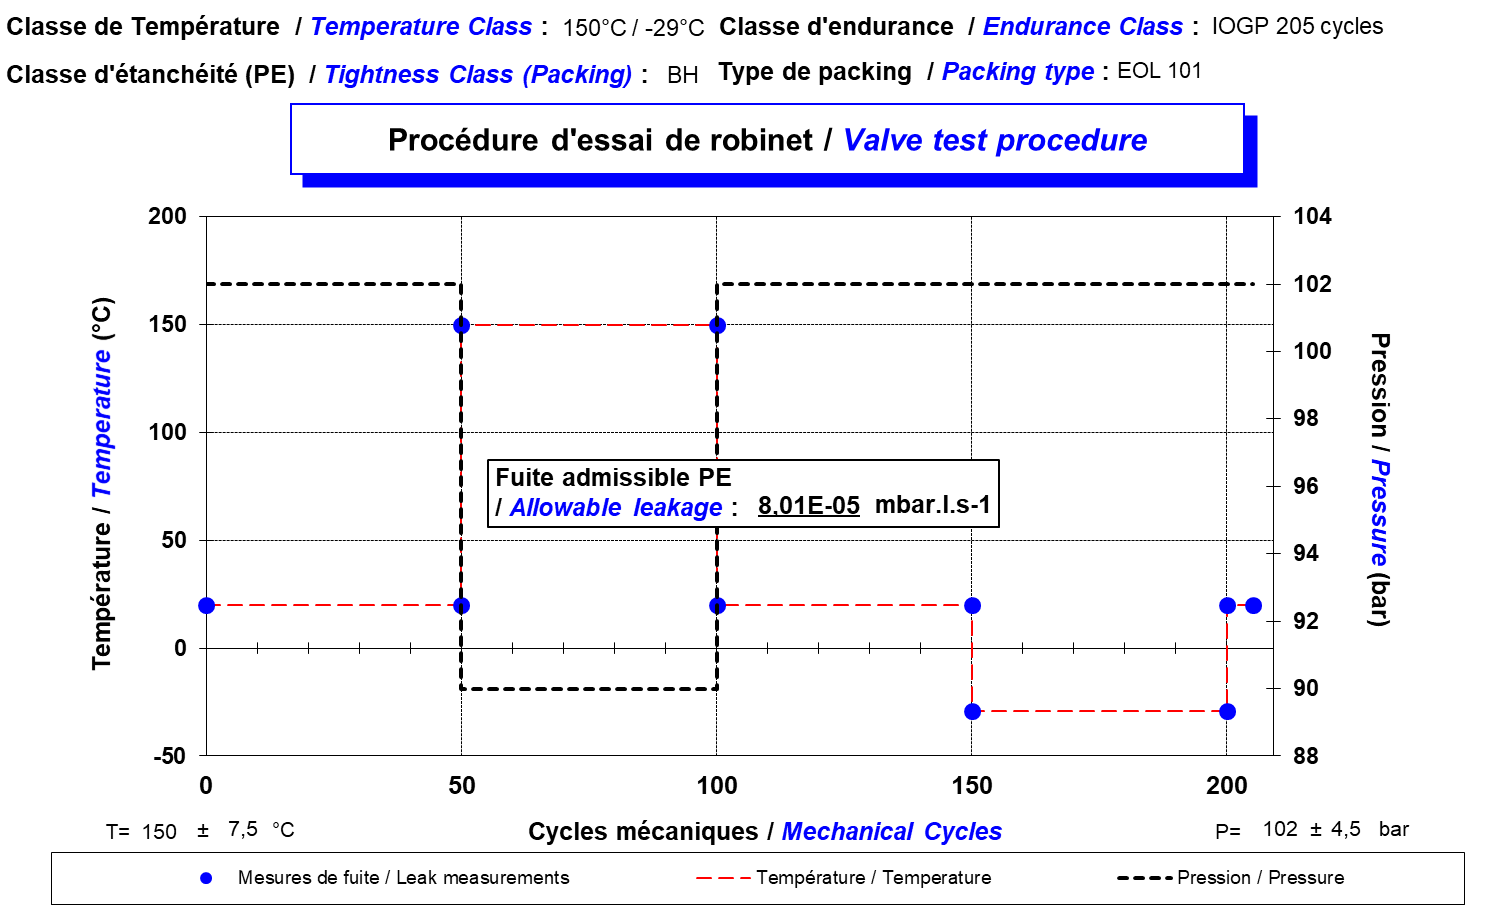 Classe de Température / Temperature Class : 150°C / -29°C Classe d'endurance / Endurance Class : IOGP 205 cycles
Classe d'étanchéité (PE) / Tightness Class (Packing) : BH Type de packing / Packing type : EOL 101
Procédure d'essai de robinet / Valve test procedure
200
150
100
50
0
-50
Température / Temperature (°C)
104
102
100
98
96
94
92
90
88
Pression / Pressure (bar)
Fuite admissible PE
/ Allowable leakage : 8,01E-05 mbar.l.s-1
0 50 100 150 200
T= 150 ± 7,5 °C
Cycles mécaniques / Mechanical Cycles
P= 102 ± 4,5 bar
Mesures de fuite / Leak measurements
Température / Temperature
Pression / Pressure